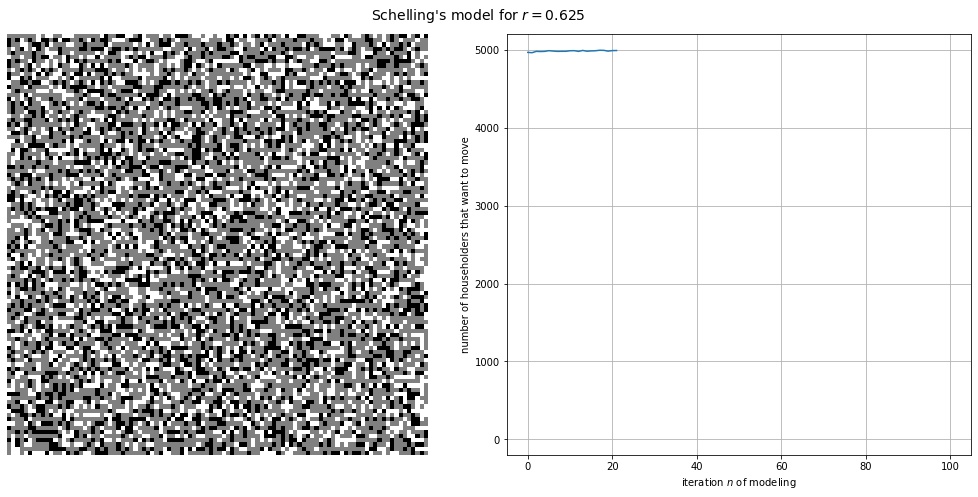 Schelling's model for r = 0.625
number of householders that want to move
5000
4000
3000
2000
1000
0
0 20 40 60 80 100
iteration n of modeling